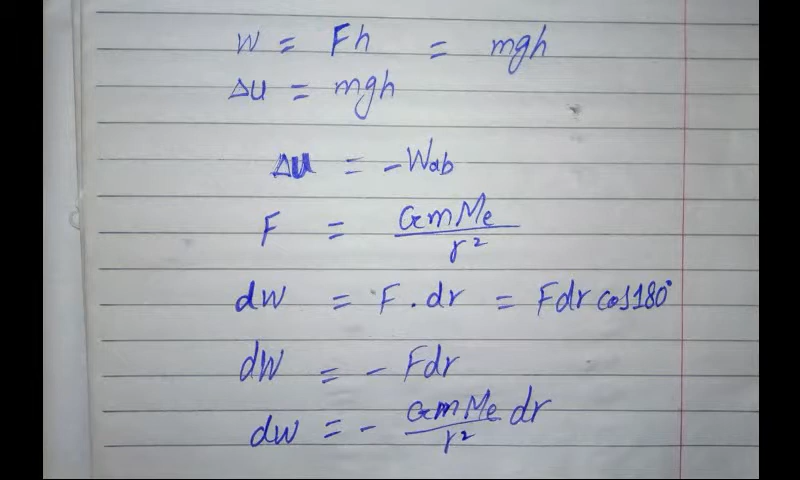 W = Fh = mgh
ΔU = mgh
ΔU = -Wab
F = GmMe/r²
dW = F . dr = Fdr cos180°
dW = - Fdr
dw = - GmMe/r² dr